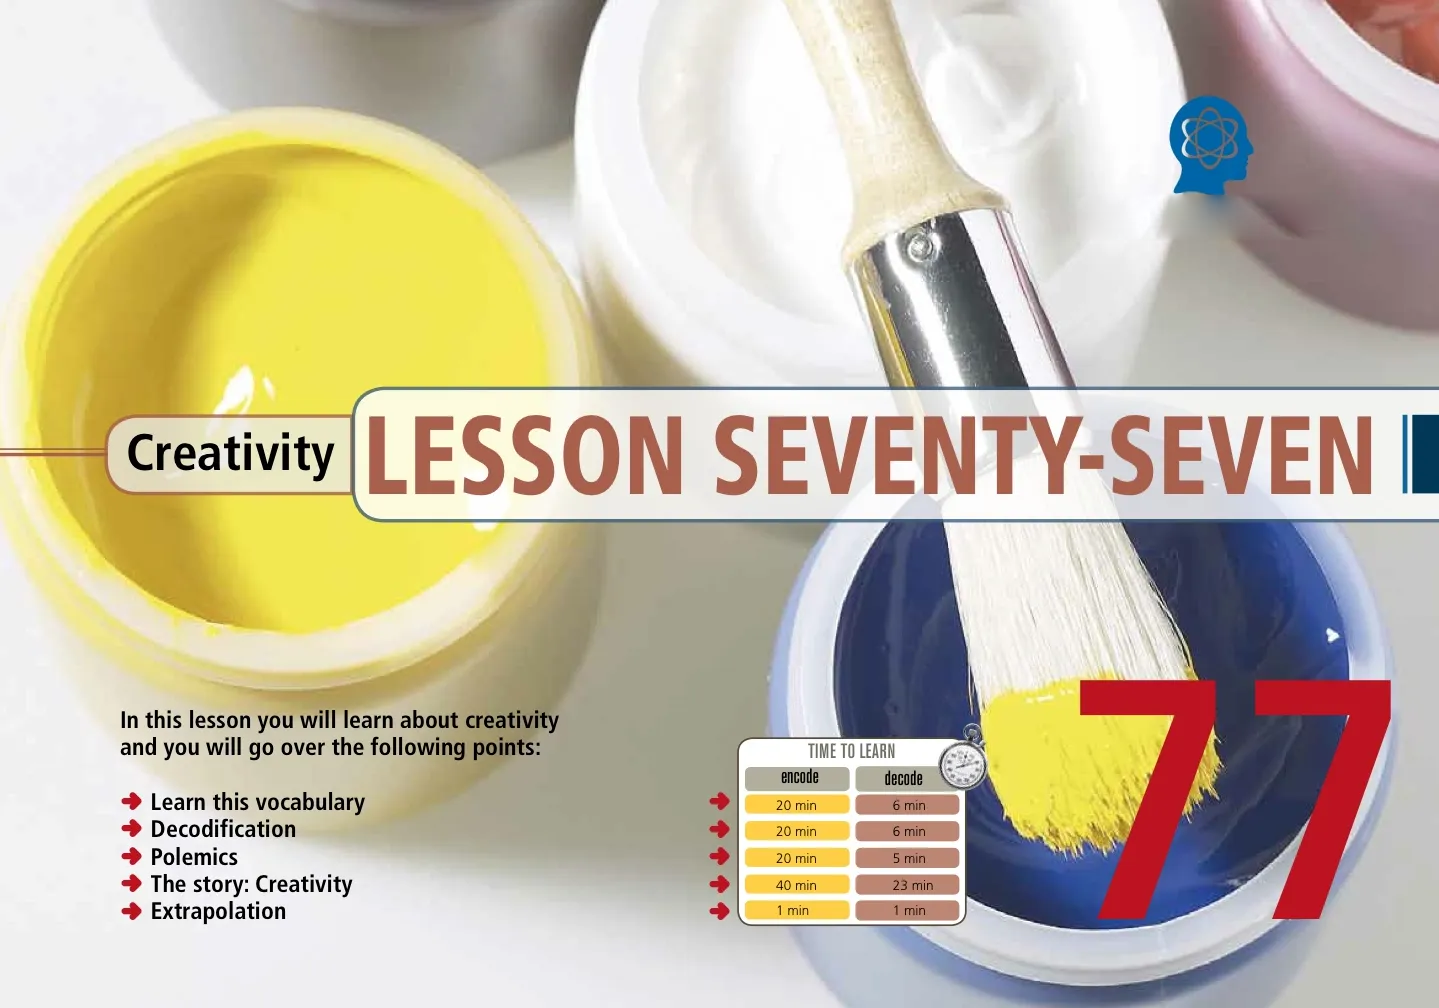 Creativity
LESSON SEVENTY-SEVEN
In this lesson you will learn about creativity
and you will go over the following points:
Learn this vocabulary
Decodification
Polemics
The story: Creativity
Extrapolation
TIME TO LEARN
encode decode
20 min 6 min
20 min 6 min
20 min 5 min
40 min 23 min
1 min 1 min
77